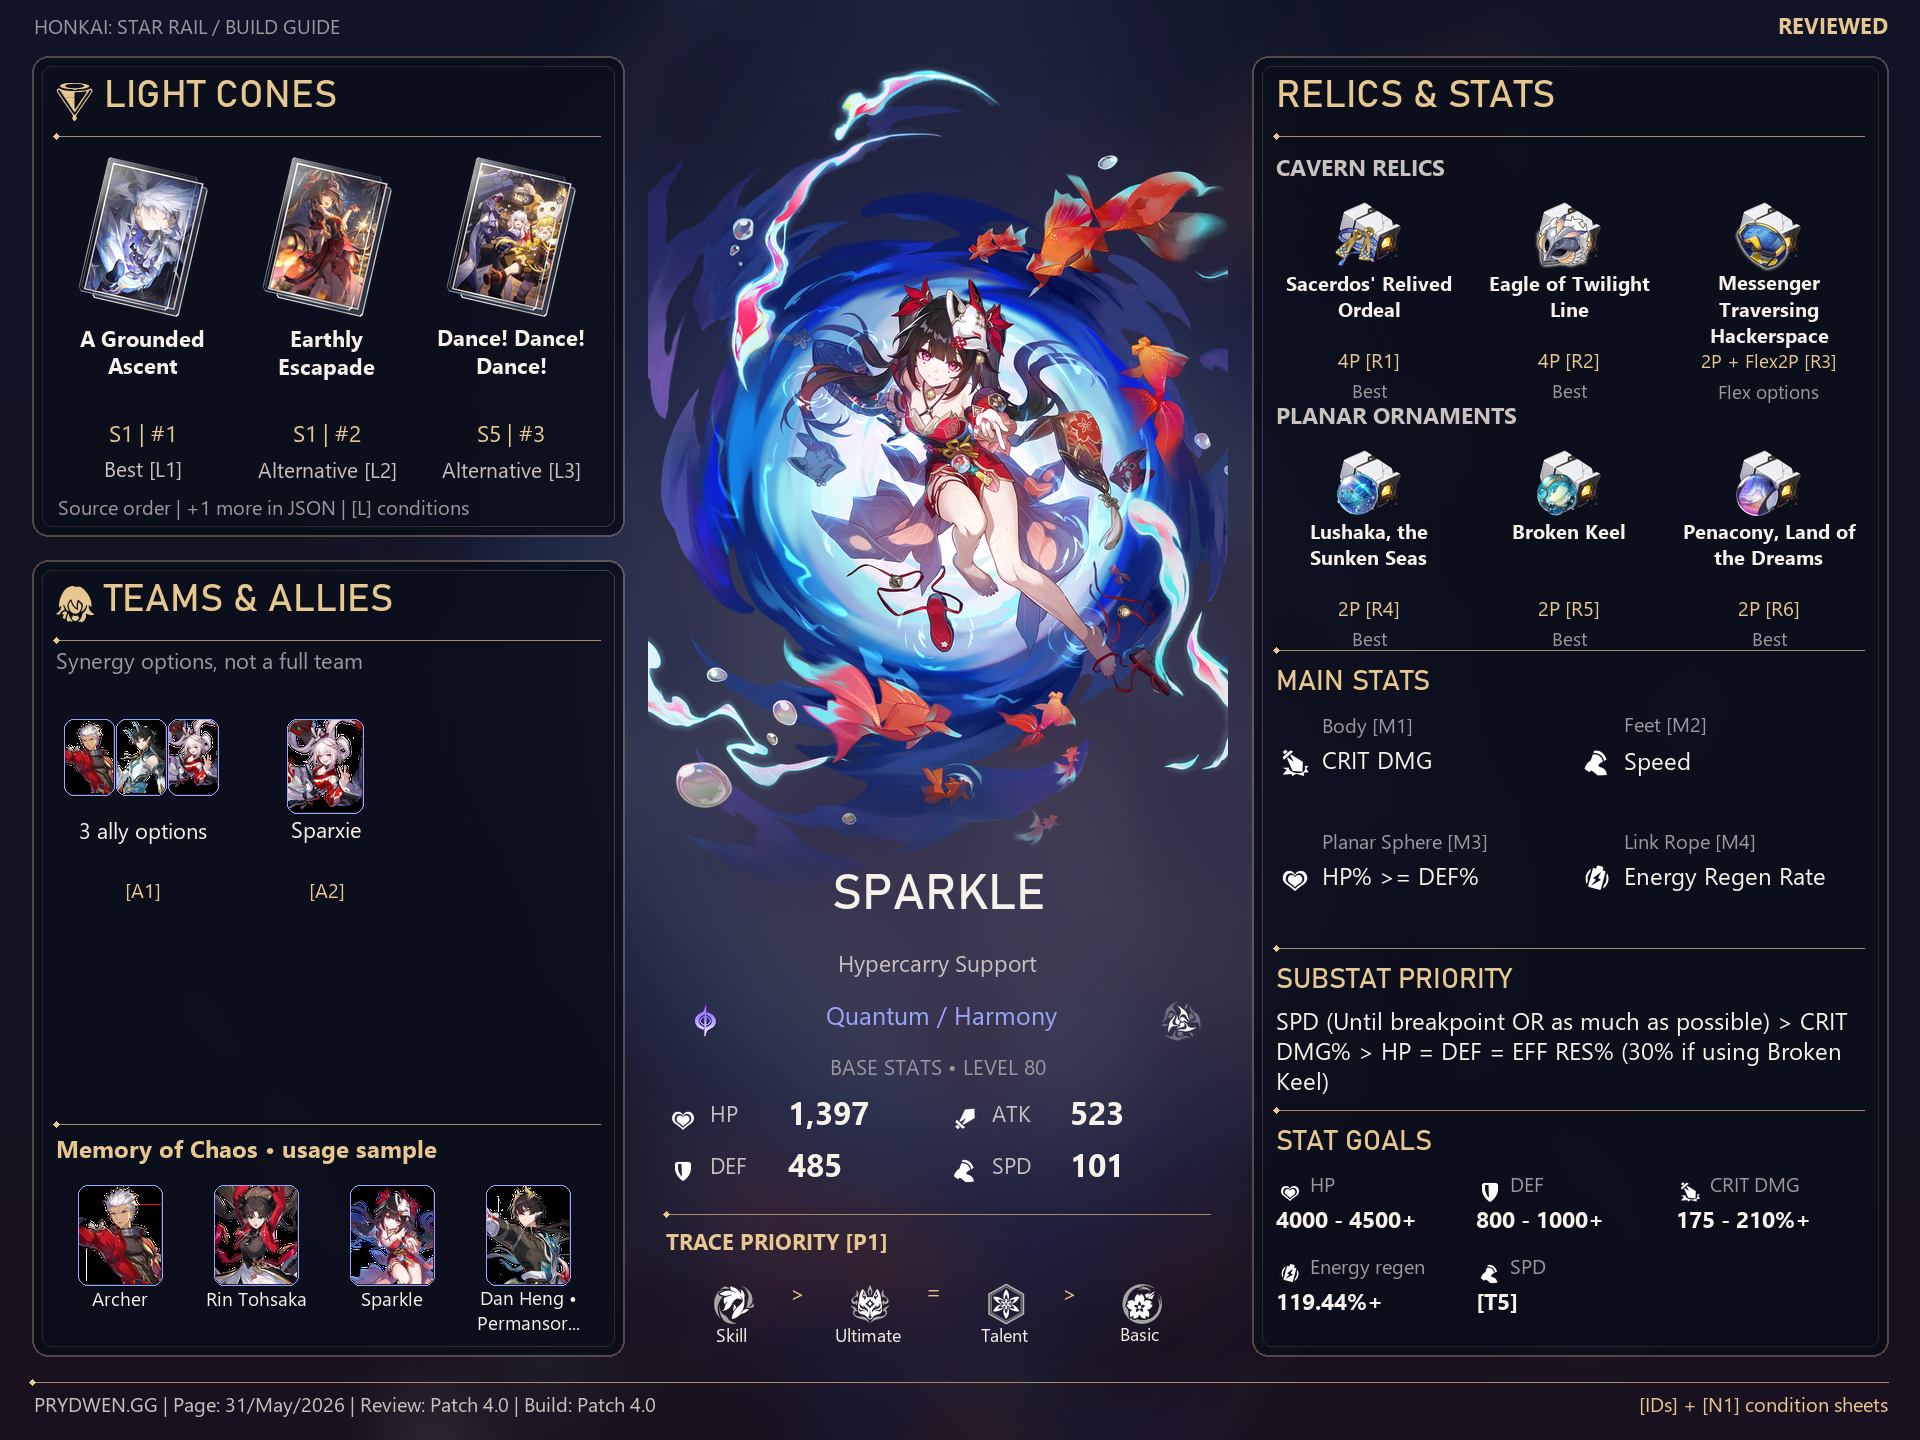 HONKAI: STAR RAIL / BUILD GUIDE
REVIEWED
LIGHT CONES
A Grounded Ascent
S1 | #1
Best [L1]
Earthly Escapade
S1 | #2
Alternative [L2]
Dance! Dance! Dance!
S5 | #3
Alternative [L3]
Source order | +1 more in JSON | [L] conditions
TEAMS & ALLIES
Synergy options, not a full team
3 ally options
[A1]
Sparxie
[A2]
Memory of Chaos • usage sample
Archer
Rin Tohsaka
Sparkle
Dan Heng •
Permansor...
SPARKLE
Hypercarry Support
Quantum / Harmony
BASE STATS • LEVEL 80
HP 1,397
ATK 523
DEF 485
SPD 101
TRACE PRIORITY [P1]
Skill > Ultimate = Talent > Basic
RELICS & STATS
CAVERN RELICS
Sacerdos' Relived
Ordeal
4P [R1]
Best
Eagle of Twilight
Line
4P [R2]
Best
Messenger
Traversing
Hackerspace
2P + Flex2P [R3]
Flex options
PLANAR ORNAMENTS
Lushaka, the
Sunken Seas
2P [R4]
Best
Broken Keel
2P [R5]
Best
Penacony, Land of
the Dreams
2P [R6]
Best
MAIN STATS
Body [M1]
CRIT DMG
Feet [M2]
Speed
Planar Sphere [M3]
HP% >= DEF%
Link Rope [M4]
Energy Regen Rate
SUBSTAT PRIORITY
SPD (Until breakpoint OR as much as possible) > CRIT
DMG% > HP = DEF = EFF RES% (30% if using Broken
Keel)
STAT GOALS
HP
4000 - 4500+
DEF
800 - 1000+
CRIT DMG
175 - 210%+
Energy regen
119.44%+
SPD
[T5]
PRYDWEN.GG | Page: 31/May/2026 | Review: Patch 4.0 | Build: Patch 4.0
[IDs] + [N1] condition sheets